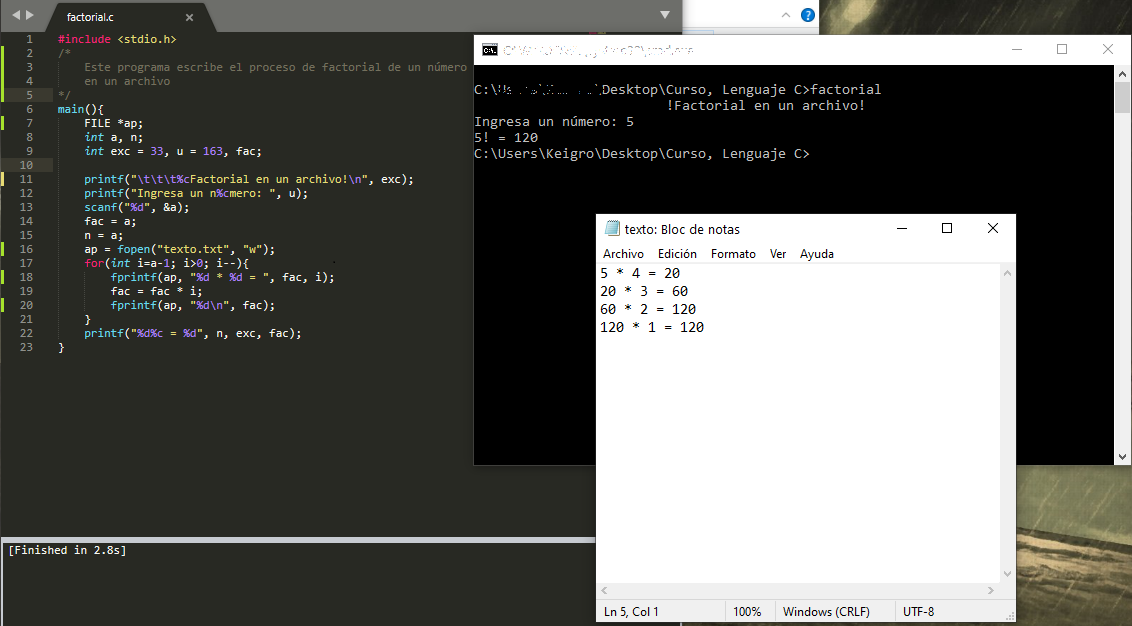 factorial.c
1 #include <stdio.h>
2 /*
3 Este programa escribe el proceso de factorial de un número
4 en un archivo
5 */
6 main(){
7 FILE *ap;
8 int a, n;
9 int exc = 33, u = 163, fac;
10
11 printf("\t\t\t%cFactorial en un archivo!\n", exc);
12 printf("Ingresa un n%cmero: ", u);
13 scanf("%d", &a);
14 fac = a;
15 n = a;
16 ap = fopen("texto.txt", "w");
17 for(int i=a-1; i>0; i--){
18 fprintf(ap, "%d * %d = ", fac, i);
19 fac = fac * i;
20 fprintf(ap, "%d\n", fac);
21 }
22 printf("%d%c = %d", n, exc, fac);
23 }
[Finished in 2.8s]
C:\Desktop\Curso, Lenguaje C>factorial
!Factorial en un archivo!
Ingresa un número: 5
5! = 120
C:\Users\Keigro\Desktop\Curso, Lenguaje C>
texto: Bloc de notas
Archivo Edición Formato Ver Ayuda
5 * 4 = 20
20 * 3 = 60
60 * 2 = 120
120 * 1 = 120
Ln 5, Col 1 100% Windows (CRLF) UTF-8